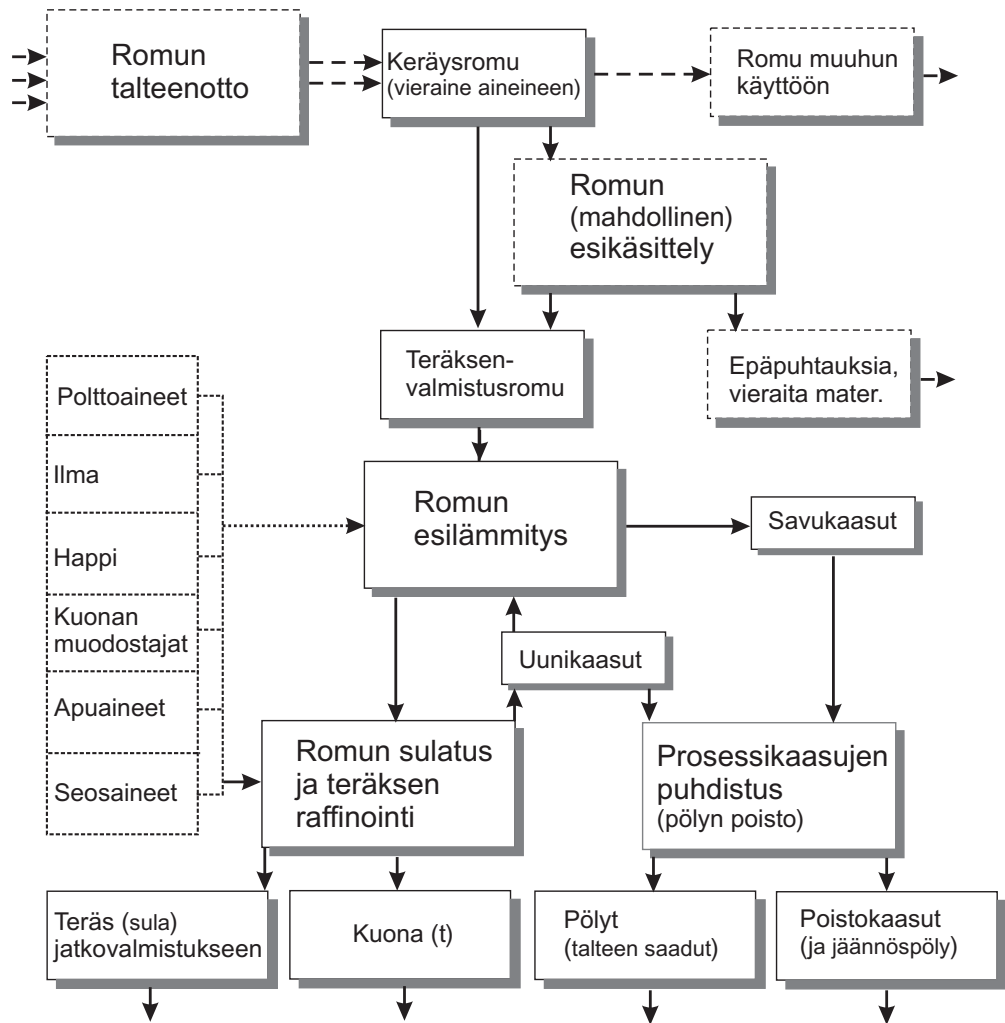 Romun
talteenotto
Keräysromu
(vieraine aineineen)
Romu muuhun
käyttöön
Romun
(mahdollinen)
esikäsittely
Teräksen-
valmistusromu
Epäpuhtauksia,
vieraita mater.
Polttoaineet
Ilma
Happi
Kuonan
muodostajat
Apuaineet
Seosaineet
Romun
esilämmitys
Savukaasut
Uunikaasut
Romun sulatus
ja teräksen
raffinointi
Prosessikaasujen
puhdistus
(pölyn poisto)
Teräs (sula)
jatkovalmistukseen
Kuona (t)
Pölyt
(talteen saadut)
Poistokaasut
(ja jäännöspöly)